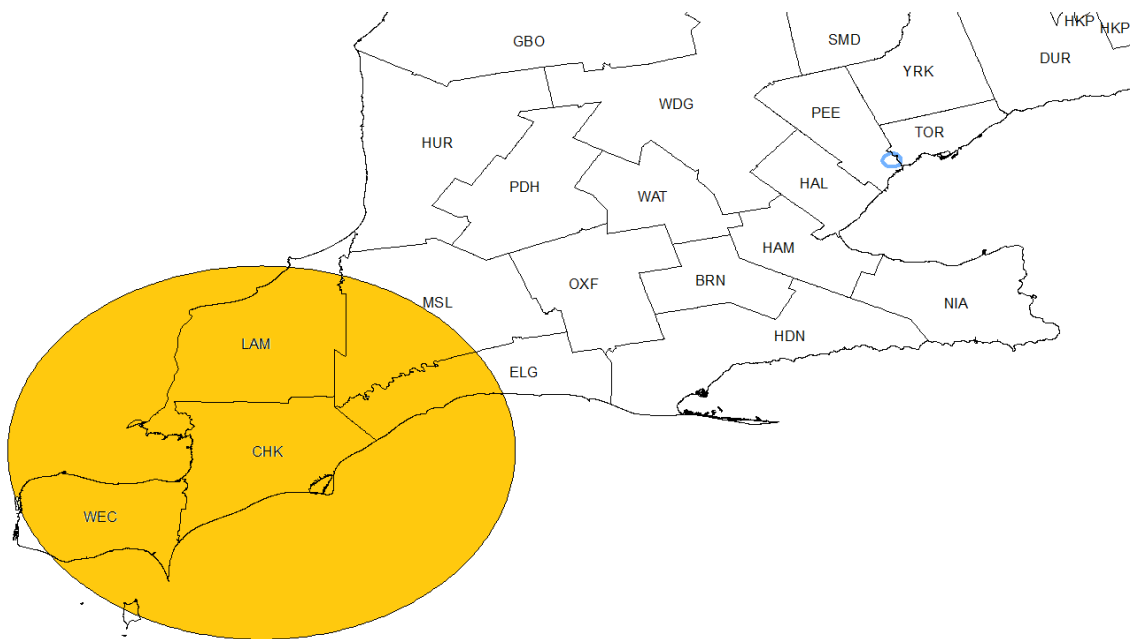 HKP
HKP
GBO
SMD
DUR
YRK
WDG
PEE
TOR
HUR
HAL
PDH
WAT
HAM
OXF
BRN
MSL
NIA
HDN
LAM
ELG
CHK
WEC